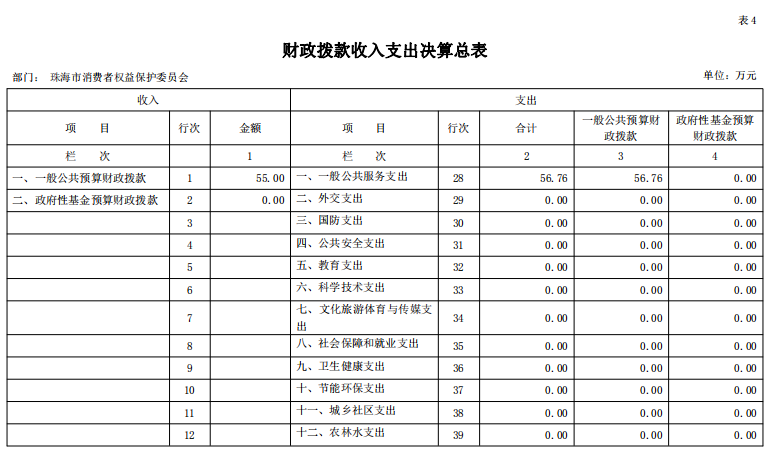 表 4
财政拨款收入支出决算总表
部门： 珠海市消费者权益保护委员会 单位：万元
收入 支出
项 目 行次 金额 项 目 行次 合计 一般公共预算财政拨款 政府性基金预算财政拨款
栏 次 1 栏 次 2 3 4
一、一般公共预算财政拨款 1 55.00 一、一般公共服务支出 28 56.76 56.76 0.00
二、政府性基金预算财政拨款 2 0.00 二、外交支出 29 0.00 0.00 0.00
3 三、国防支出 30 0.00 0.00 0.00
4 四、公共安全支出 31 0.00 0.00 0.00
5 五、教育支出 32 0.00 0.00 0.00
6 六、科学技术支出 33 0.00 0.00 0.00
7 七、文化旅游体育与传媒支出 34 0.00 0.00 0.00
8 八、社会保障和就业支出 35 0.00 0.00 0.00
9 九、卫生健康支出 36 0.00 0.00 0.00
10 十、节能环保支出 37 0.00 0.00 0.00
11 十一、城乡社区支出 38 0.00 0.00 0.00
12 十二、农林水支出 39 0.00 0.00 0.00